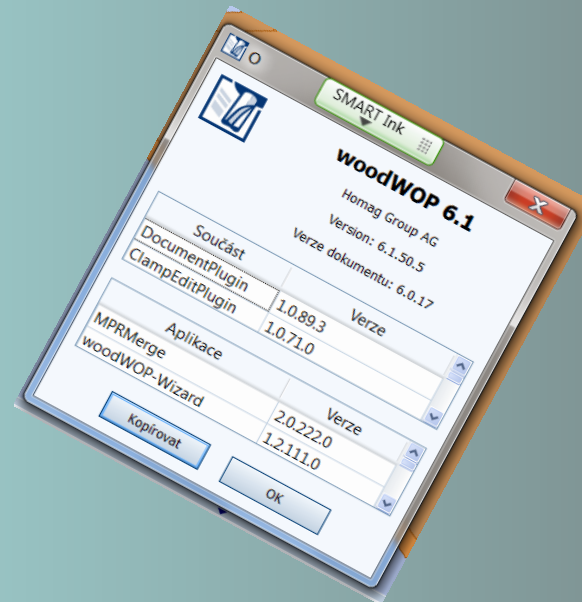 O
SMART Ink
woodWOP 6.1
Homag Group AG
Version: 6.1.50.5
Verze dokumentu: 6.0.17
Součást Verze
DocumentPlugin 1.0.89.3
ClampEditPlugin 1.0.71.0
Aplikace Verze
MPRMerge 2.0.222.0
woodWOP-Wizard 1.2.111.0
Kopírovat
OK